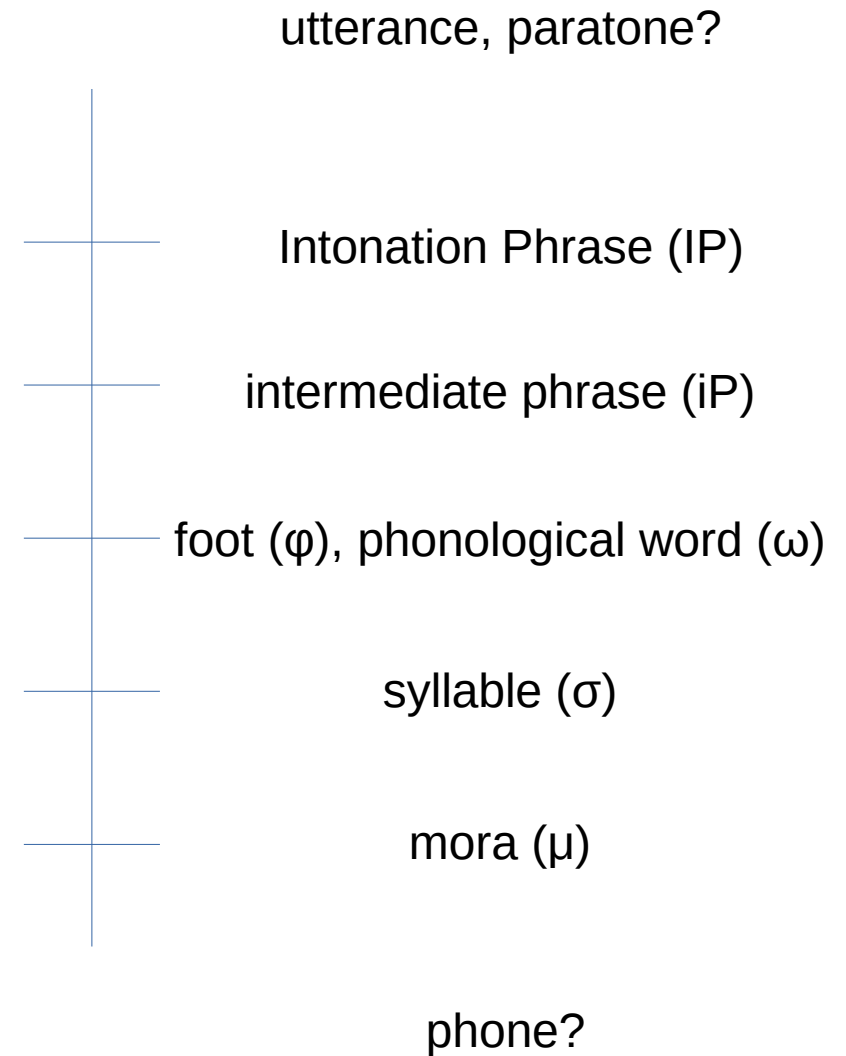 utterance, paratone?
Intonation Phrase (IP)
intermediate phrase (iP)
foot (φ), phonological word (ω)
syllable (σ)
mora (μ)
phone?